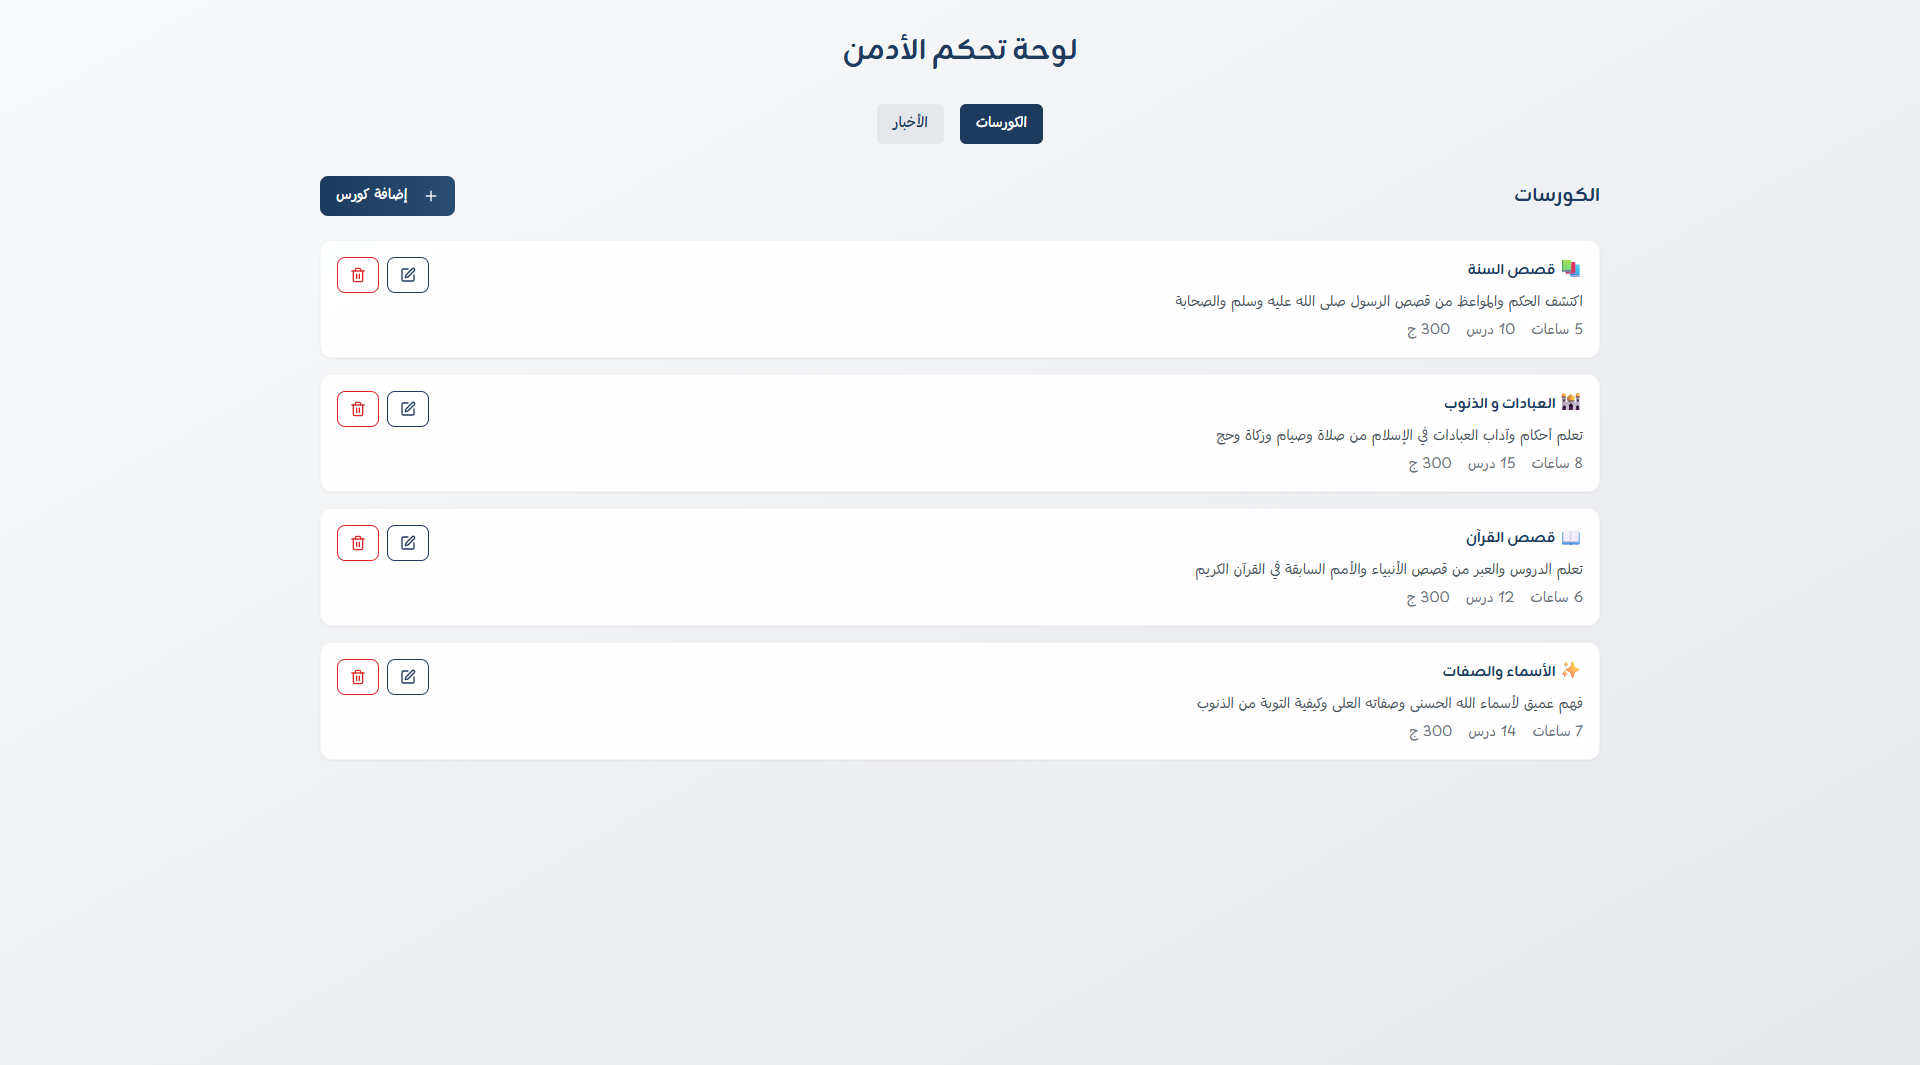 لوحة تحكم الأدمن
الكورسات
الأخبار
الكورسات
إضافة كورس
قصص السنة
اكتشف الحكم والمواعظ من قصص الرسول صلى الله عليه وسلم والصحابة
5 ساعات 10 درس 300 ج
العبادات و الذنوب
تعلم أحكام وآداب العبادات في الإسلام من صلاة وصيام وزكاة وحج
8 ساعات 15 درس 300 ج
قصص القرآن
تعلم الدروس والعبر من قصص الأنبياء والأمم السابقة في القرآن الكريم
6 ساعات 12 درس 300 ج
الأسماء والصفات
فهم عميق لأسماء الله الحسنى وصفاته العلى وكيفية التوبة من الذنوب
7 ساعات 14 درس 300 ج